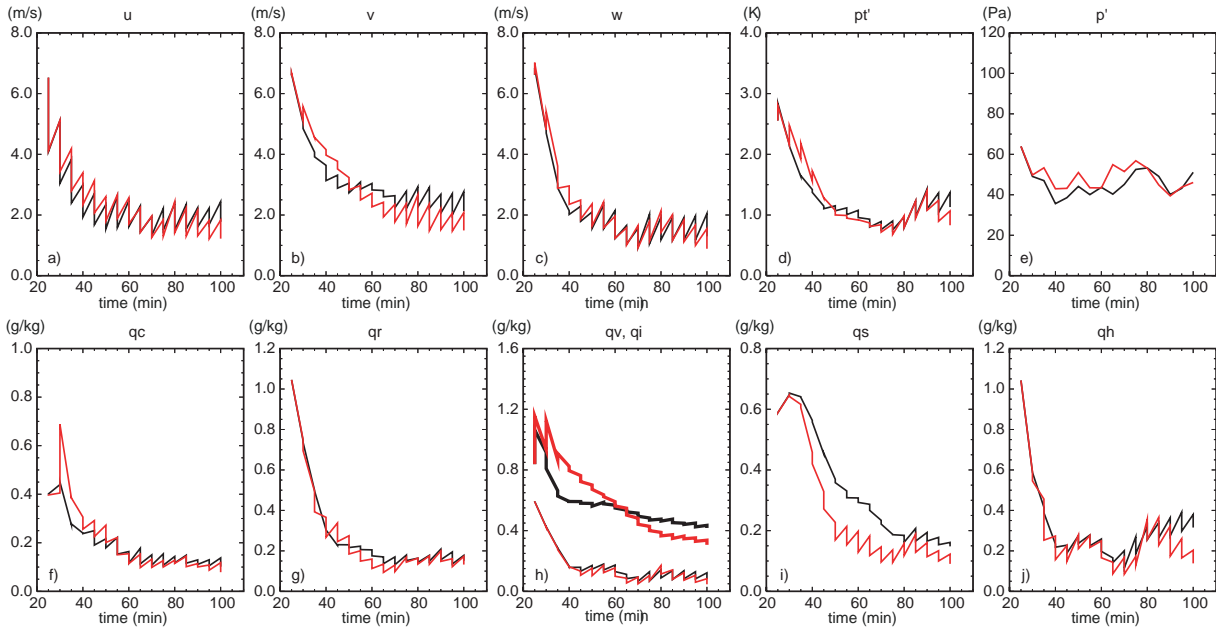 (m/s) u (m/s) v (m/s) w (K) pt' (Pa) p'
8.0 8.0 8.0 4.0 120
100
6.0 6.0 6.0 3.0
80
4.0 4.0 4.0 2.0 60
40
2.0 2.0 2.0 1.0
20
a) b) c) d) e)
0.0 0.0 0.0 0.0 0
20 40 60 80 100 20 40 60 80 100 20 40 60 80 100 20 40 60 80 100 20 40 60 80 100
time (min) time (min) time (min) time (min) time (min)
(g/kg) qc (g/kg) qr (g/kg) qv, qi (g/kg) qs (g/kg) qh
1.0 1.2 1.6 0.8 1.2
1.0 1.0
0.8
1.2 0.6
0.8 0.8
0.6
0.6 0.8 0.4 0.6
0.4
0.4 0.4
0.4 0.2
0.2 0.2 0.2
f) g) h) i) j)
0.0 0.0 0.0 0.0 0.0
20 40 60 80 100 20 40 60 80 100 20 40 60 80 100 20 40 60 80 100 20 40 60 80 100
time (min) time (min) time (min) time (min) time (min)